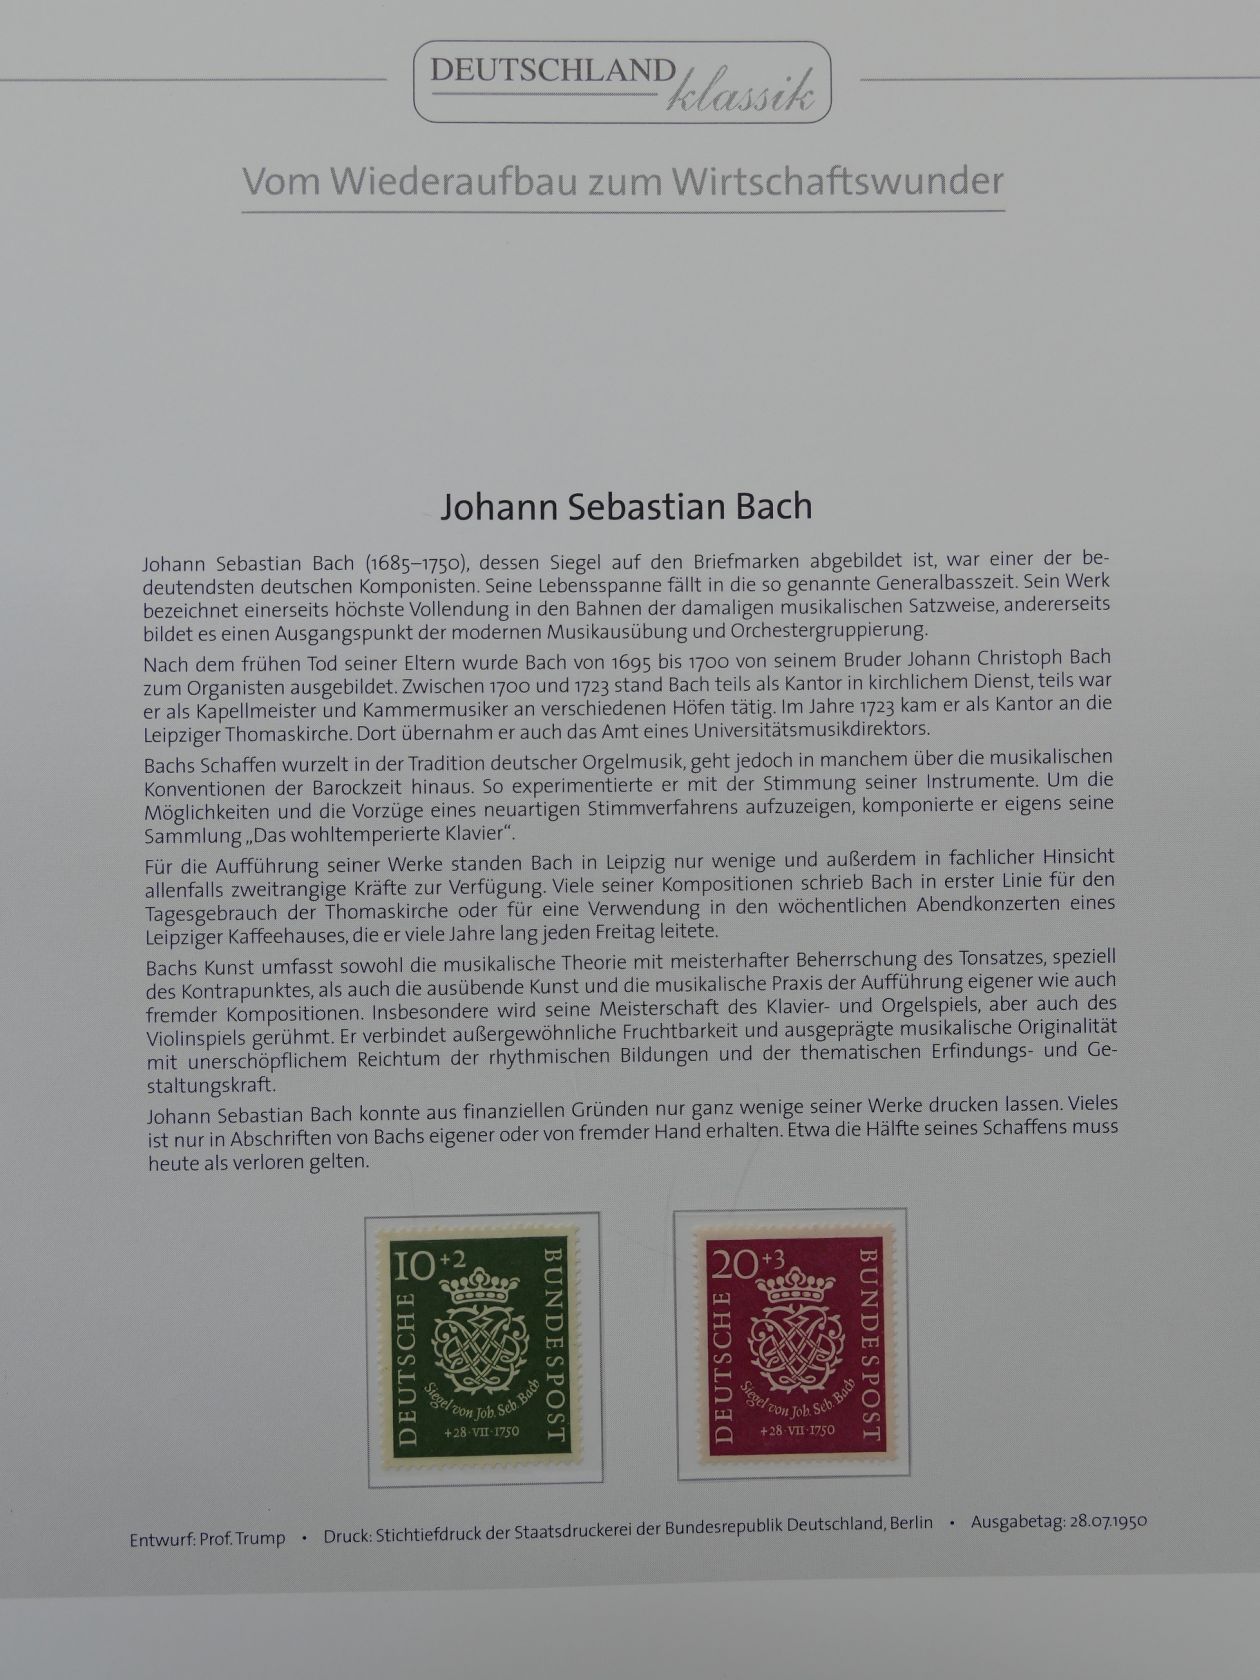 DEUTSCHLAND klassik
Vom Wiederaufbau zum Wirtschaftswunder
Johann Sebastian Bach
Johann Sebastian Bach (1685–1750), dessen Siegel auf den Briefmarken abgebildet ist, war einer der be-
deutendsten deutschen Komponisten. Seine Lebensspanne fällt in die so genannte Generalbasszeit. Sein Werk
bezeichnet einerseits höchste Vollendung in den Bahnen der damaligen musikalischen Satzweise, andererseits
bildet es einen Ausgangspunkt der modernen Musikausübung und Orchestergruppierung.
Nach dem frühen Tod seiner Eltern wurde Bach von 1695 bis 1700 von seinem Bruder Johann Christoph Bach
zum Organisten ausgebildet. Zwischen 1700 und 1723 stand Bach teils als Kantor in kirchlichem Dienst, teils war
er als Kapellmeister und Kammermusiker an verschiedenen Höfen tätig. Im Jahre 1723 kam er als Kantor an die
Leipziger Thomaskirche. Dort übernahm er auch das Amt eines Universitätsmusikdirektors.
Bachs Schaffen wurzelt in der Tradition deutscher Orgelmusik, geht jedoch in manchem über die musikalischen
Konventionen der Barockzeit hinaus. So experimentierte er mit der Stimmung seiner Instrumente. Um die
Möglichkeiten und die Vorzüge eines neuartigen Stimmverfahrens aufzuzeigen, komponierte er eigens seine
Sammlung „Das wohltemperierte Klavier“.
Für die Aufführung seiner Werke standen Bach in Leipzig nur wenige und außerdem in fachlicher Hinsicht
allenfalls zweitrangige Kräfte zur Verfügung. Viele seiner Kompositionen schrieb Bach in erster Linie für den
Tagesgebrauch der Thomaskirche oder für eine Verwendung in den wöchentlichen Abendkonzerten eines
Leipziger Kaffeehauses, die er viele Jahre lang jeden Freitag leitete.
Bachs Kunst umfasst sowohl die musikalische Theorie mit meisterhafter Beherrschung des Tonsatzes, speziell
des Kontrapunktes, als auch die ausübende Kunst und die musikalische Praxis der Aufführung eigener wie auch
fremder Kompositionen. Insbesondere wird seine Meisterschaft des Klavier- und Orgelspiels, aber auch des
Violinspiels gerühmt. Er verbindet außergewöhnliche Fruchtbarkeit und ausgeprägte musikalische Originalität
mit unerschöpflichem Reichtum der rhythmischen Bildungen und der thematischen Erfindungs- und Ge-
staltungskraft.
Johann Sebastian Bach konnte aus finanziellen Gründen nur ganz wenige seiner Werke drucken lassen. Vieles
ist nur in Abschriften von Bachs eigener oder von fremder Hand erhalten. Etwa die Hälfte seines Schaffens muss
heute als verloren gelten.
10+2
DEUTSCHE
BUNDESPOST
Siegel von Joh. Seb. Bach
+28·VII·1750
20+3
DEUTSCHE
BUNDESPOST
Siegel von Joh. Seb. Bach
+28·VII·1750
Entwurf: Prof. Trump • Druck: Stichtiefdruck der Staatsdruckerei der Bundesrepublik Deutschland, Berlin • Ausgabetag: 28.07.1950